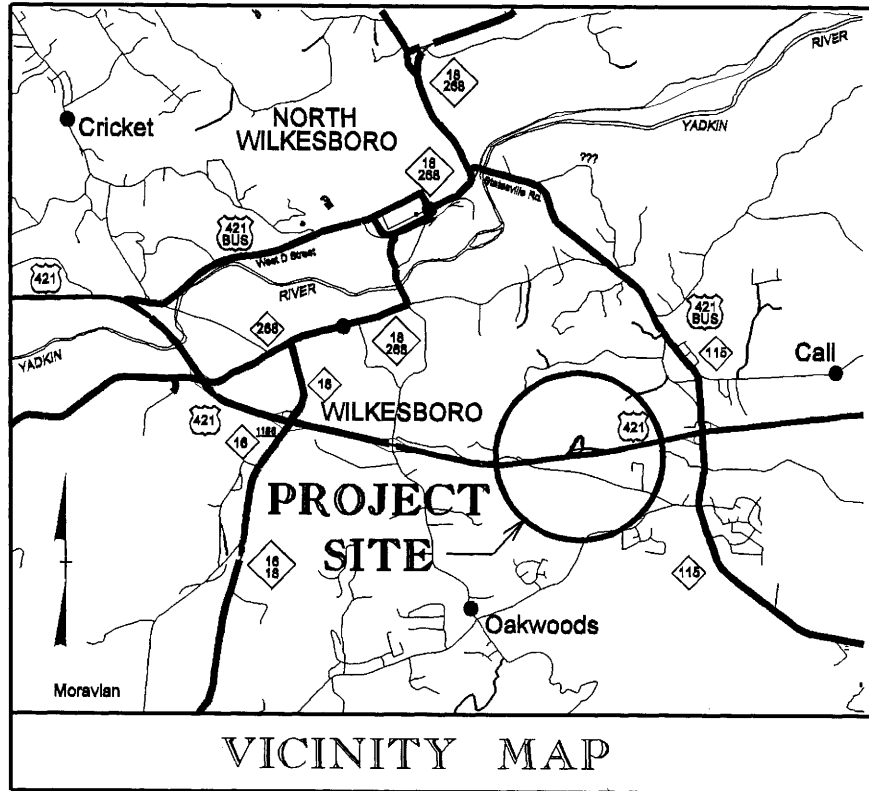 RIVER
18
268
NORTH
WILKESBORO
YADKIN
Cricket
18
268
???
Statesville Rd.
421
BUS
West D Street
421
RIVER
421
BUS
268
18
268
115
YADKIN
Call
18
WILKESBORO
421
421
16
PROJECT
SITE
16
18
115
Oakwoods
Moravian
VICINITY MAP